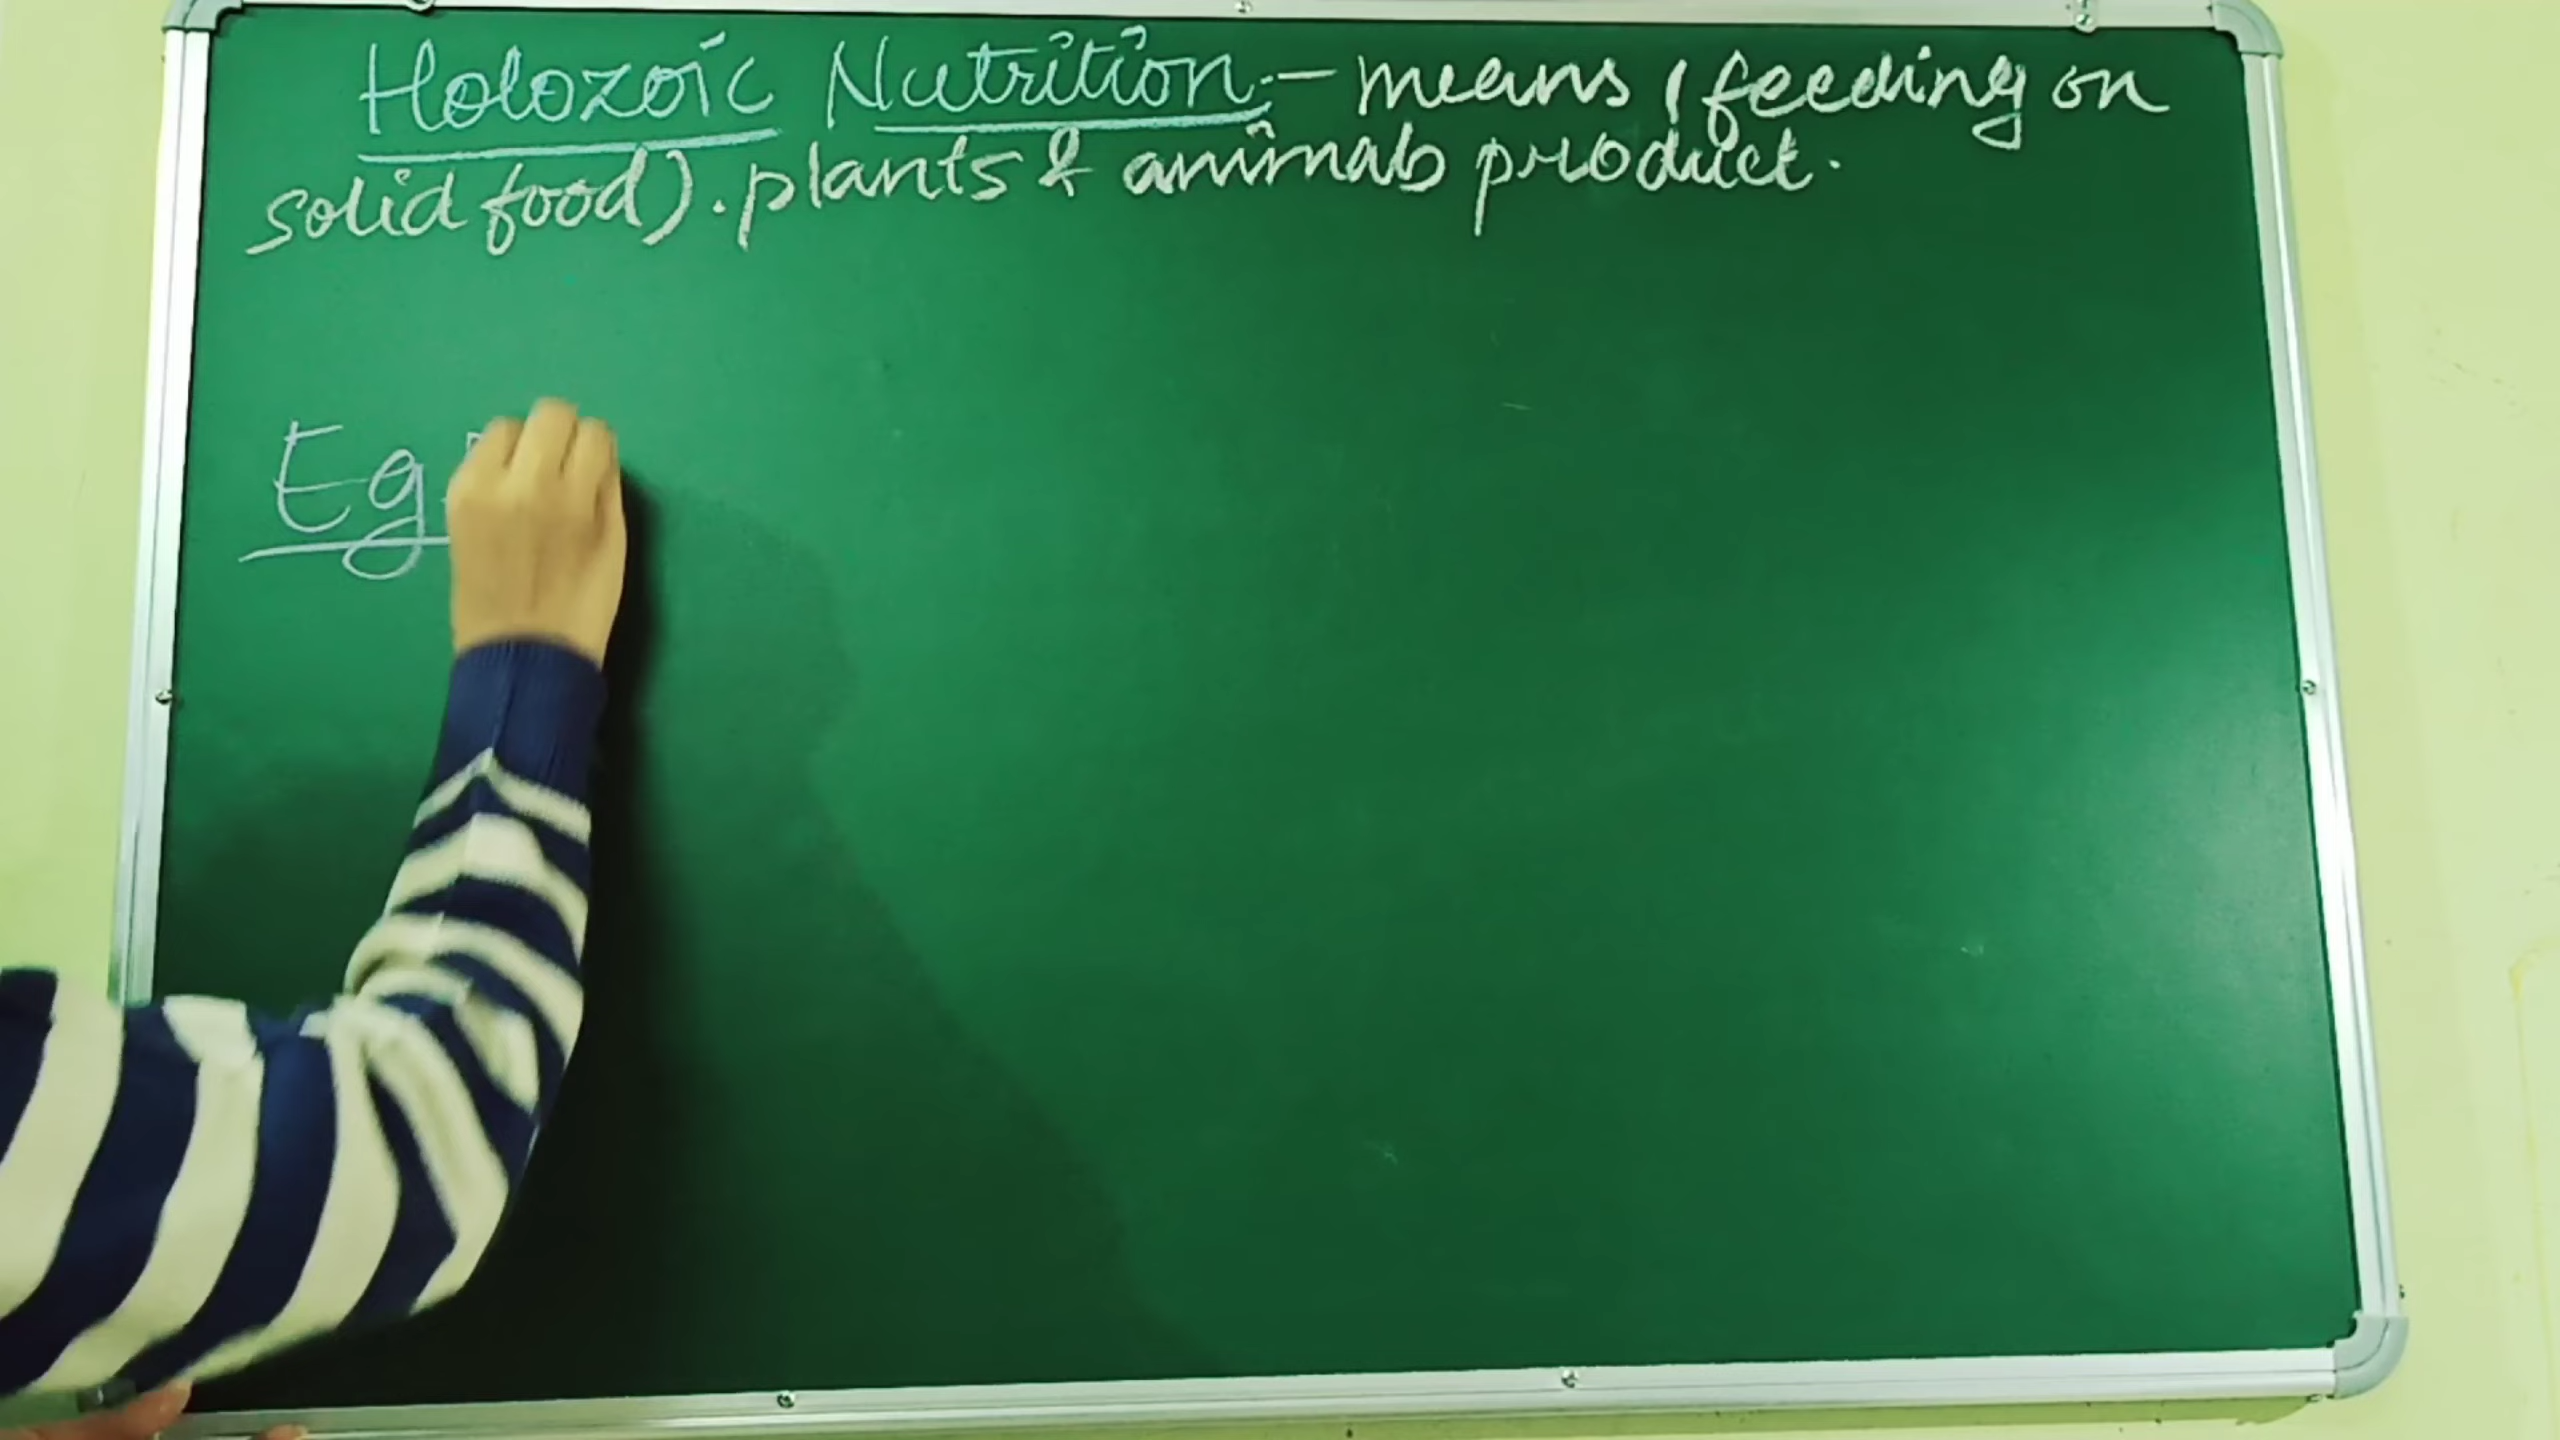 Holozoic Nutrition:- means (feeding on
solid food). plants & animals product.
Eg